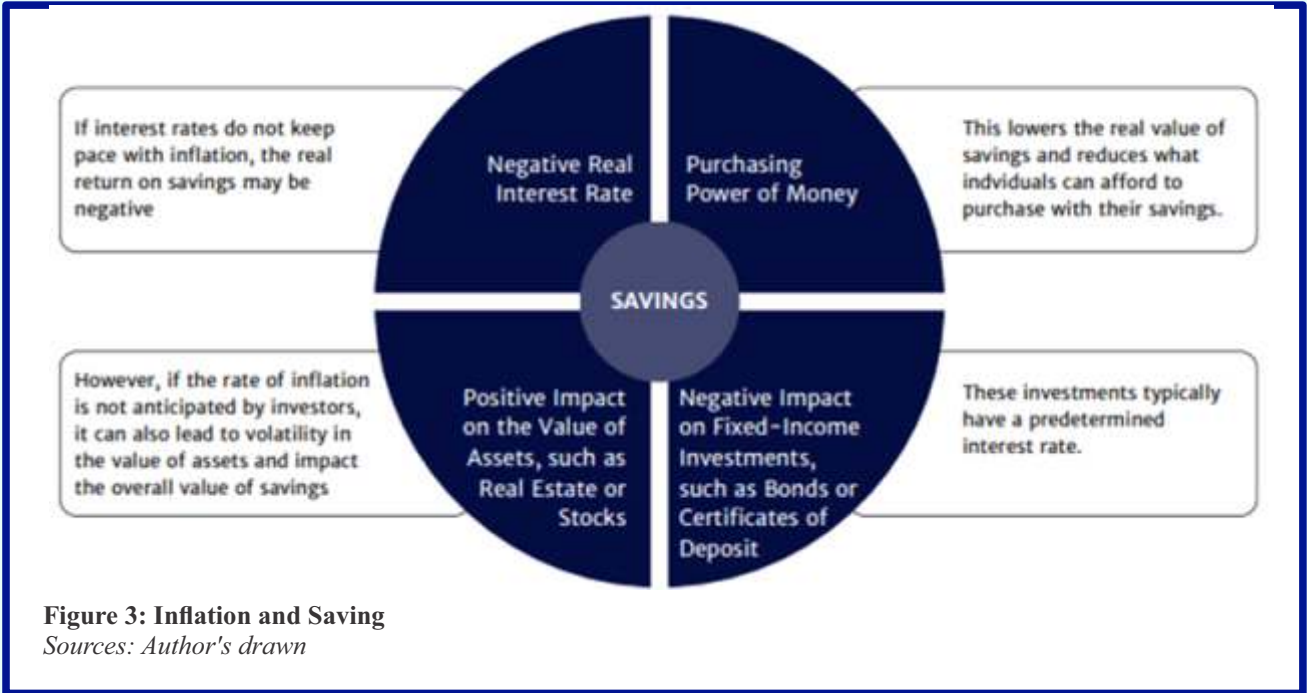 If interest rates do not keep
pace with inflation, the real
return on savings may be
negative
Negative Real
Interest Rate
Purchasing
Power of Money
This lowers the real value of
savings and reduces what
indviduals can afford to
purchase with their savings.
SAVINGS
However, if the rate of inflation
is not anticipated by investors,
it can also lead to volatility in
the value of assets and impact
the overall value of savings
Positive Impact
on the Value of
Assets, such as
Real Estate or
Stocks
Negative Impact
on Fixed-Income
Investments,
such as Bonds or
Certificates of
Deposit
These investments typically
have a predetermined
interest rate.
Figure 3: Inflation and Saving
Sources: Author's drawn